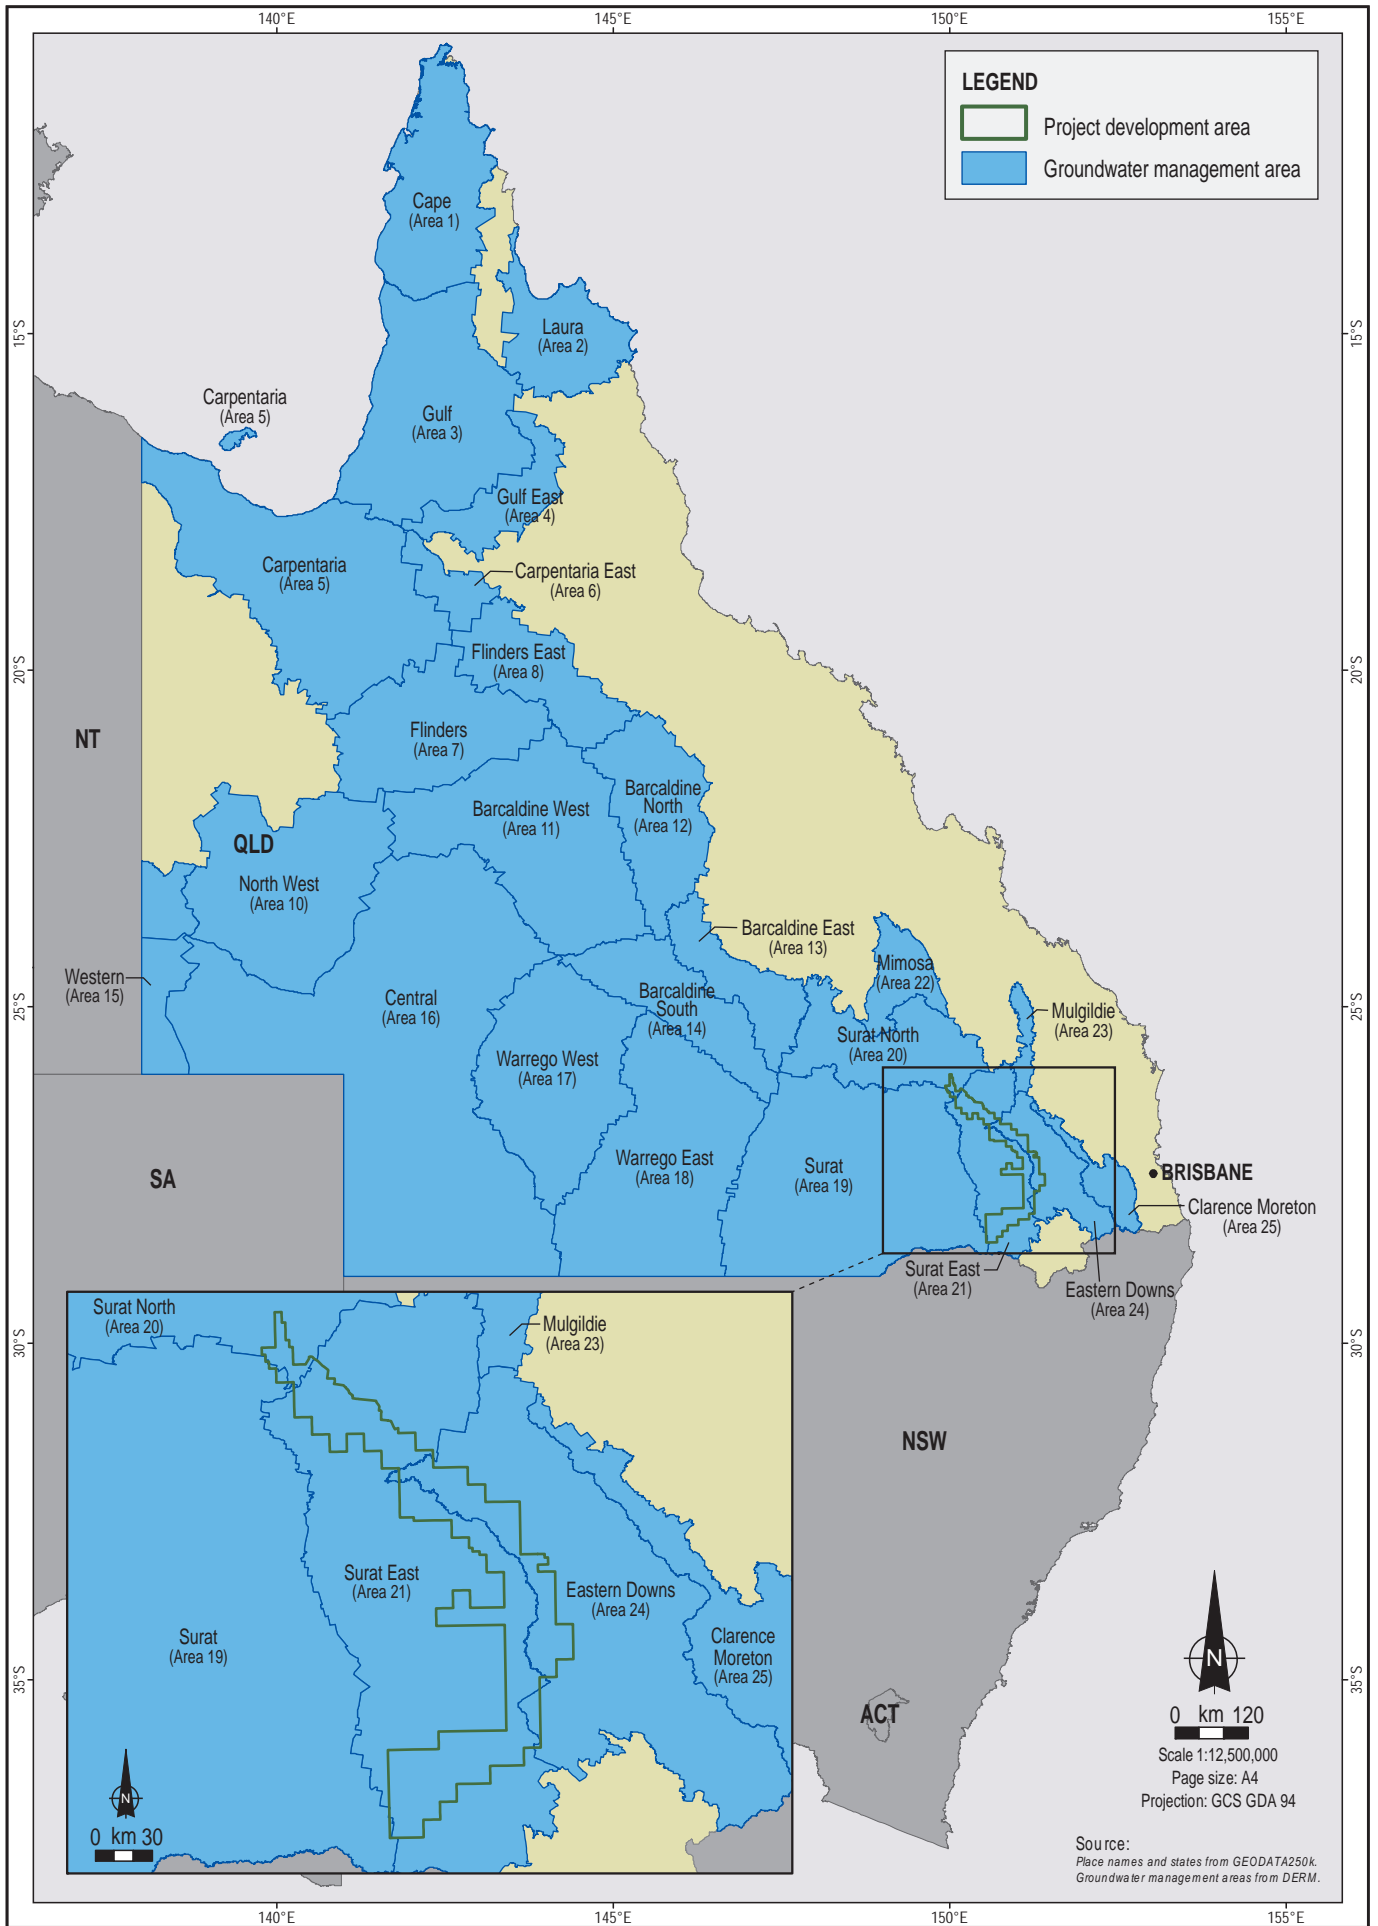 140°E
145°E
150°E
155°E
LEGEND
Project development area
Groundwater management area
Cape
(Area 1)
15°S
15°S
Laura
(Area 2)
Carpentaria
(Area 5)
Gulf
(Area 3)
Gulf East
(Area 4)
Carpentaria
(Area 5)
Carpentaria East
(Area 6)
20°S
20°S
Flinders East
(Area 8)
NT
Flinders
(Area 7)
Barcaldine
North
(Area 12)
Barcaldine West
(Area 11)
QLD
North West
(Area 10)
Barcaldine East
(Area 13)
Mimosa
(Area 22)
Western
(Area 15)
Central
(Area 16)
Barcaldine
South
(Area 14)
25°S
25°S
Mulgildie
(Area 23)
Surat North
(Area 20)
Warrego West
(Area 17)
SA
Warrego East
(Area 18)
Surat
(Area 19)
BRISBANE
Clarence Moreton
(Area 25)
Surat East
(Area 21)
Eastern Downs
(Area 24)
Surat North
(Area 20)
Mulgildie
(Area 23)
30°S
30°S
NSW
Surat East
(Area 21)
Eastern Downs
(Area 24)
Surat
(Area 19)
Clarence
Moreton
(Area 25)
35°S
35°S
N
ACT
0 km 120
Scale 1:12,500,000
Page size: A4
Projection: GCS GDA 94
N
0 km 30
Source:
Place names and states from GEODATA250k.
Groundwater management areas from DERM.
140°E
145°E
150°E
155°E